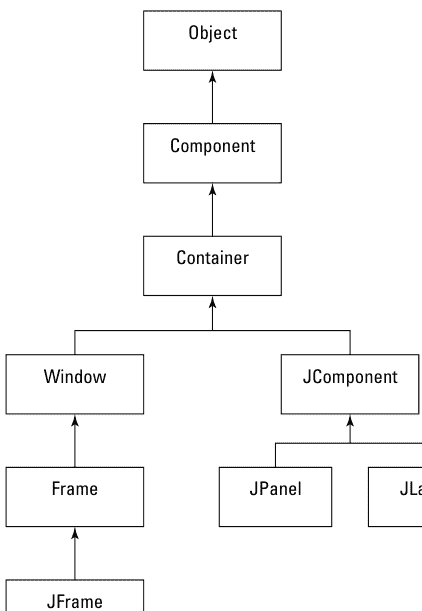 Object
Component
Container
Window
JComponent
Frame
JPanel
JFrame